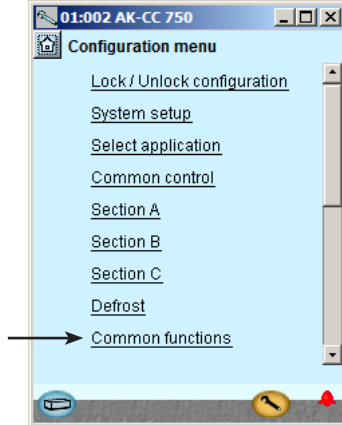 01:002 AK-CC 750
Configuration menu
Lock / Unlock configuration
System setup
Select application
Common control
Section A
Section B
Section C
Defrost
Common functions